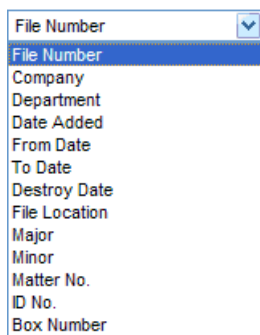 File Number
File Number
Company
Department
Date Added
From Date
To Date
Destroy Date
File Location
Major
Minor
Matter No.
ID No.
Box Number